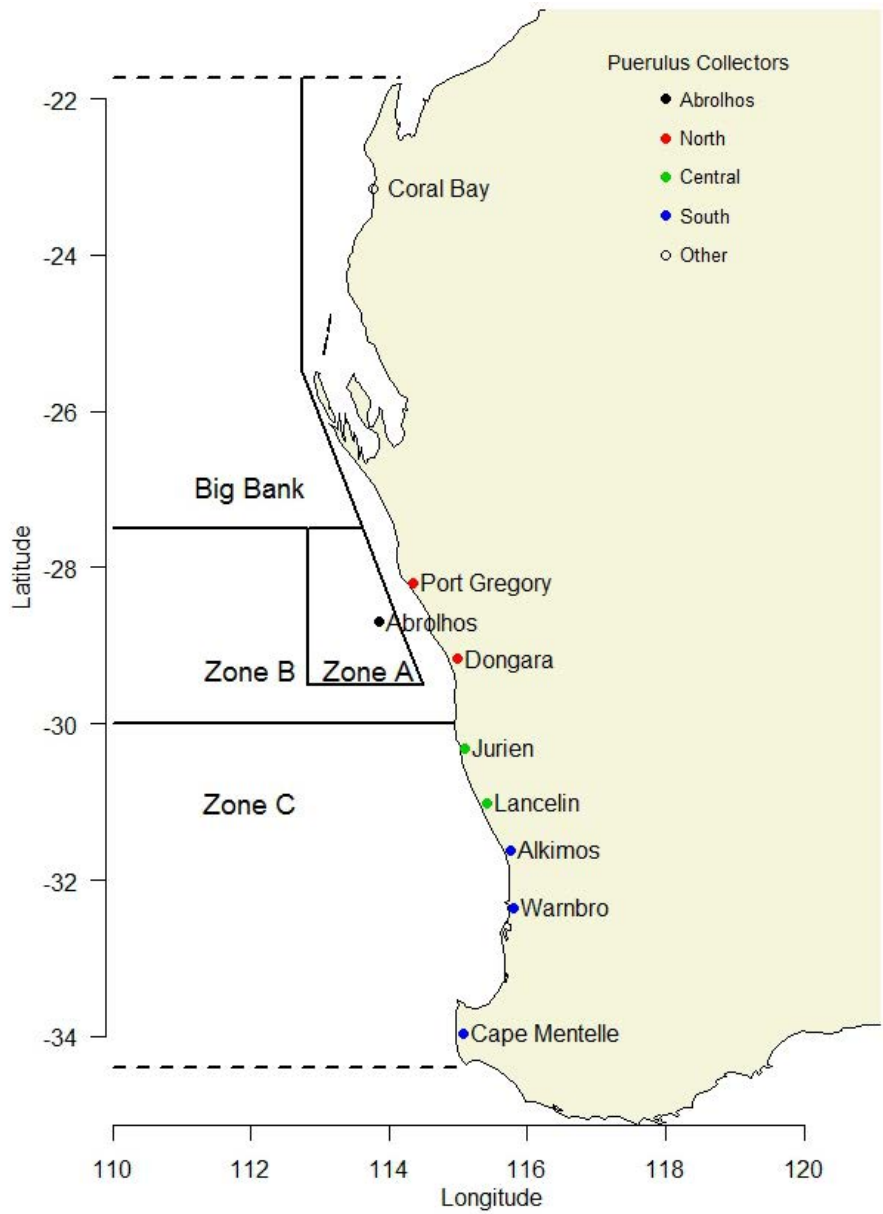 Puerulus Collectors
Abrolhos
North
Central
South
Other
-22
Coral Bay
-24
-26
Big Bank
Latitude
-28
Port Gregory
Abrolhos
Dongara
Zone B
Zone A
-30
Jurien
Zone C
Lancelin
Alkimos
-32
Warnbro
-34
Cape Mentelle
110
112
114
116
118
120
Longitude